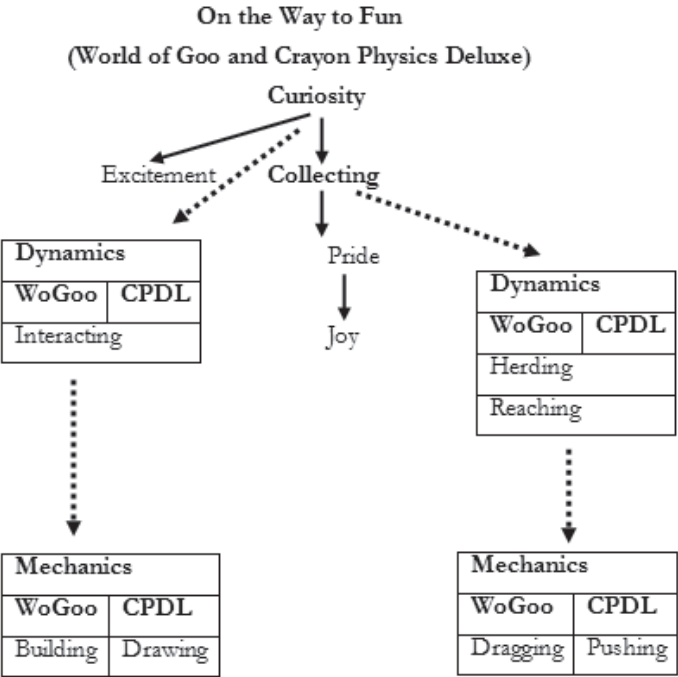 On the Way to Fun
(World of Goo and Crayon Physics Deluxe)
Curiosity
Excitement
Collecting
Pride
Joy
Dynamics
WoGoo CPDL
Interacting
Dynamics
WoGoo CPDL
Herding
Reaching
Mechanics
WoGoo CPDL
Building Drawing
Mechanics
WoGoo CPDL
Dragging Pushing